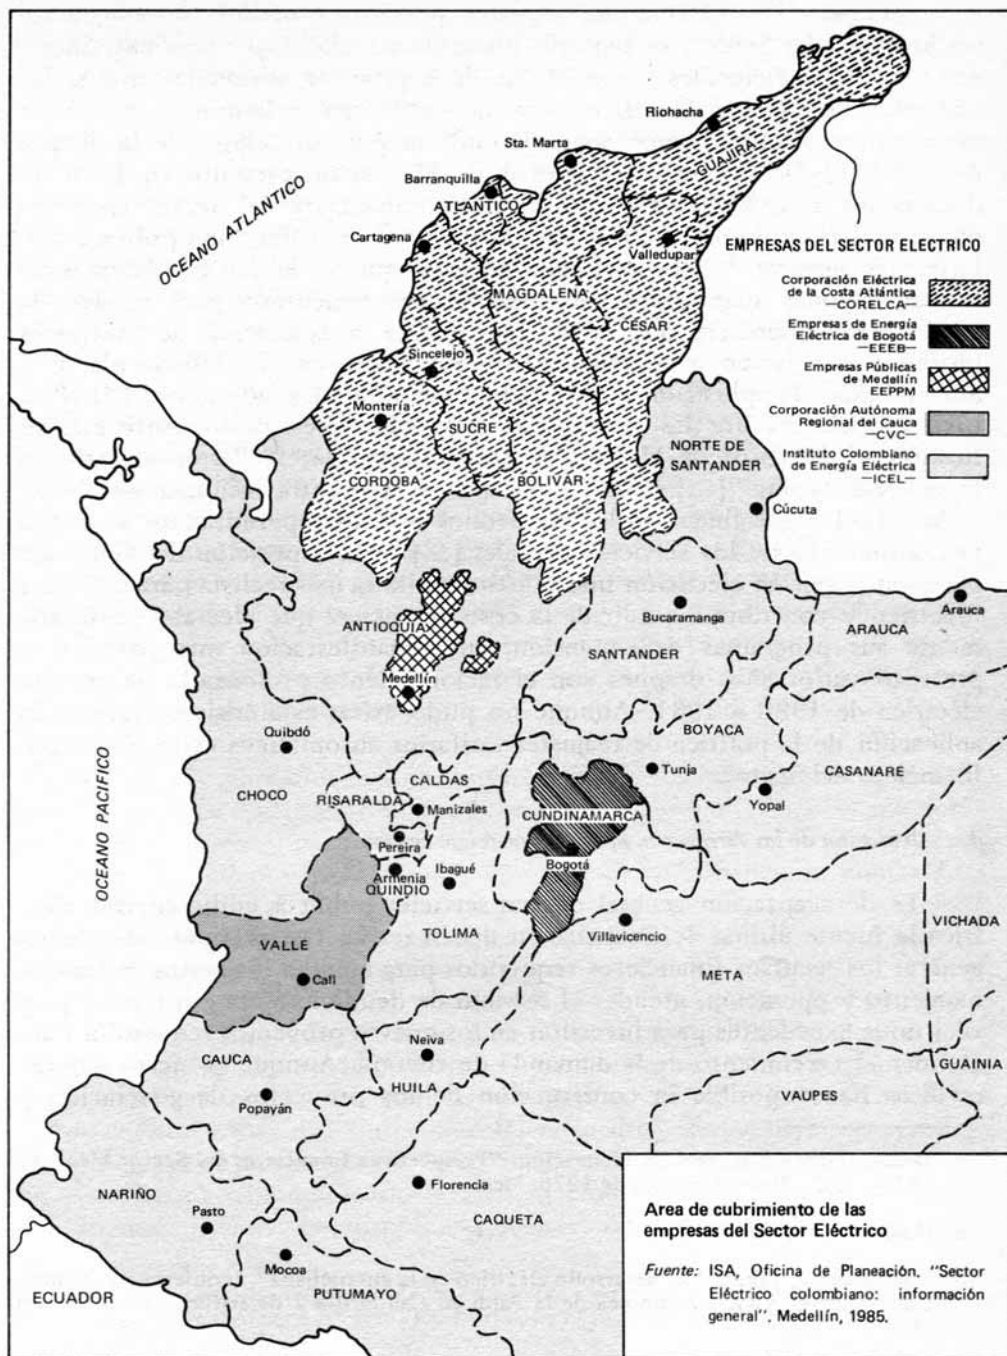 Riohacha
Sta. Marta
GUAJIRA
Barranquilla
ATLANTICO
OCEANO ATLANTICO
Cartagena
Valledupar
MAGDALENA
CESAR
Sincelejo
Montería
SUCRE
CORDOBA
BOLIVAR
NORTE DE
SANTANDER
Cúcuta
EMPRESAS DEL SECTOR ELECTRICO
Corporación Eléctrica
de la Costa Atlántica
—CORELCA—
Empresas de Energía
Eléctrica de Bogotá
—EEEB—
Empresas Públicas
de Medellín
EEPPM—
Corporación Autónoma
Regional del Cauca
—CVC—
Instituto Colombiano
de Energía Eléctrica
—ICEL—
Arauca
ANTIOQUIA
Bucaramanga
ARAUCA
SANTANDER
Medellín
BOYACA
Quibdó
CALDAS
Tunja
CASANARE
CHOCO
RISARALDA
Manizales
CUNDINAMARCA
Yopal
OCEANO PACIFICO
Pereira
Bogotá
Armenia
Ibagué
QUINDIO
VICHADA
VALLE
TOLIMA
Villavicencio
META
Cali
CAUCA
Neiva
GUAINIA
HUILA
VAUPES
Popayán
NARIÑO
Florencia
Pasto
CAQUETA
Mocoa
ECUADOR
PUTUMAYO
Area de cubrimiento de las
empresas del Sector Eléctrico
Fuente: ISA, Oficina de Planeación. "Sector
Eléctrico colombiano: información
general". Medellín, 1985.